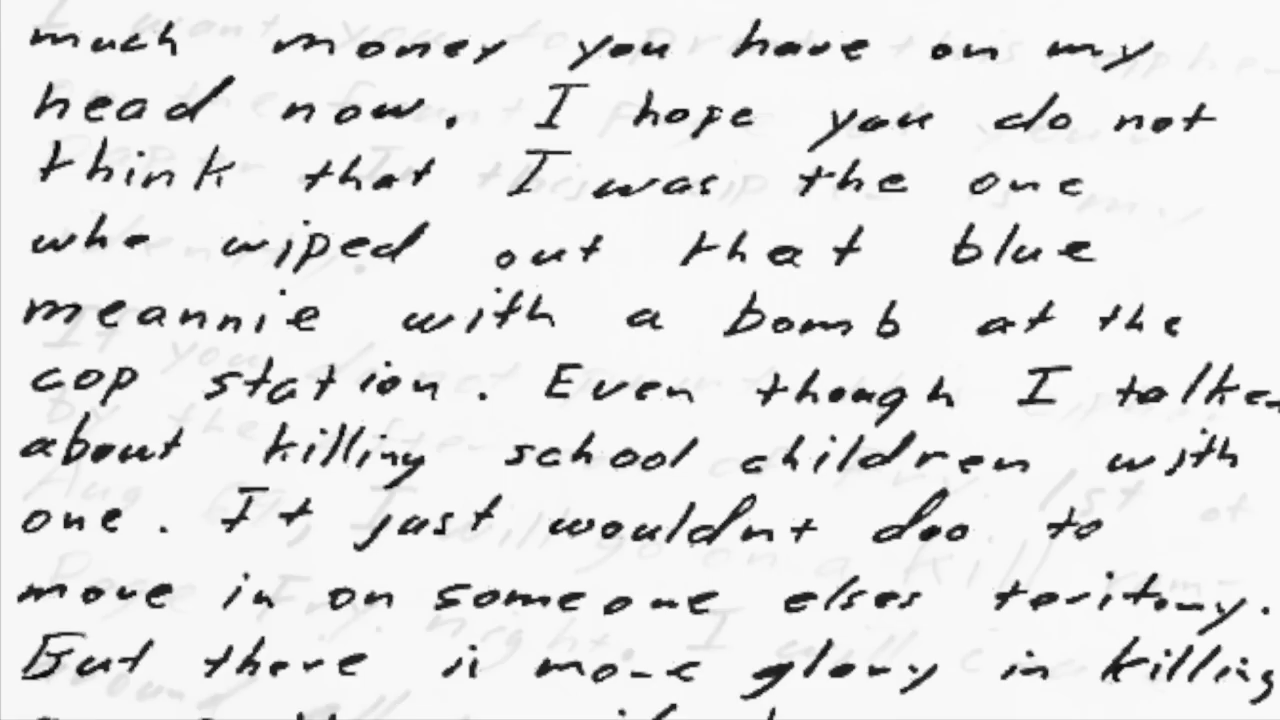 much money you have on my
head now. I hope you do not
think that I was the one
who wiped out that blue
meannie with a bomb at the
cop station. Even though I talked
about killing school children with
one. It just wouldnt doo to
move in on someone elses teritory.
But there is more glory in killing